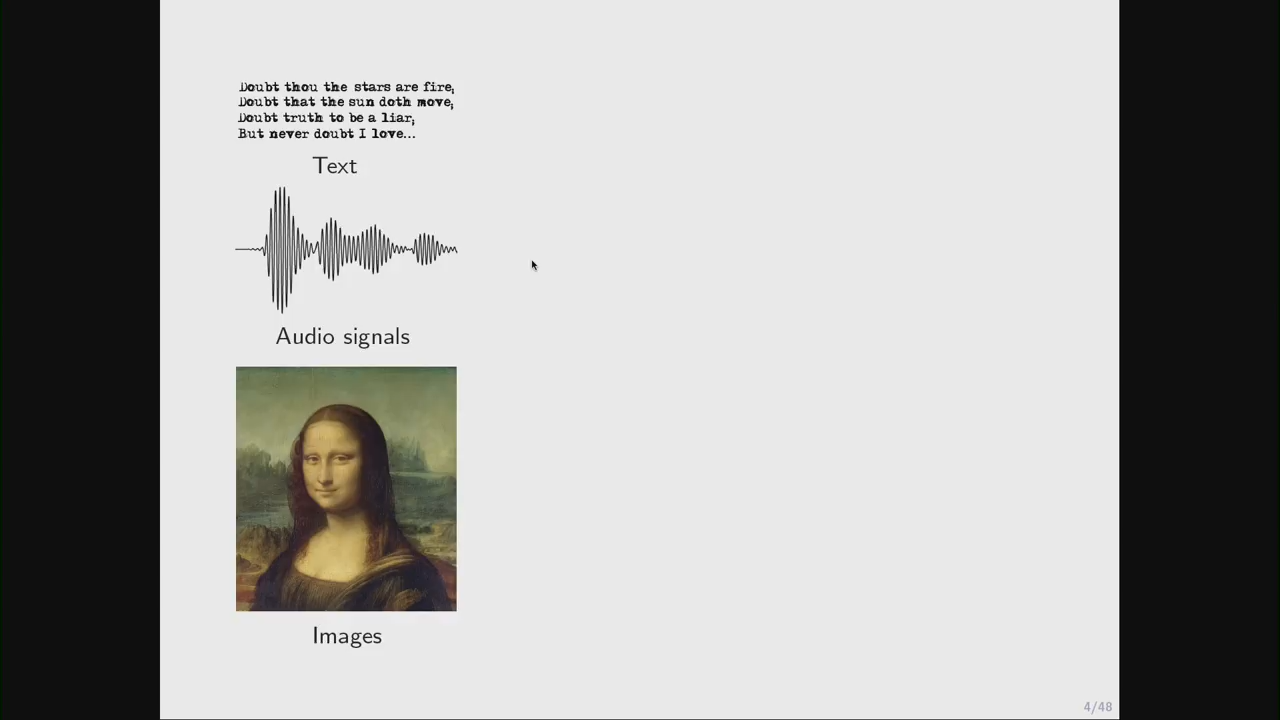 Doubt thou the stars are fire,
Doubt that the sun doth move,
Doubt truth to be a liar,
But never doubt I love...
Text
Audio signals
Images
4/48